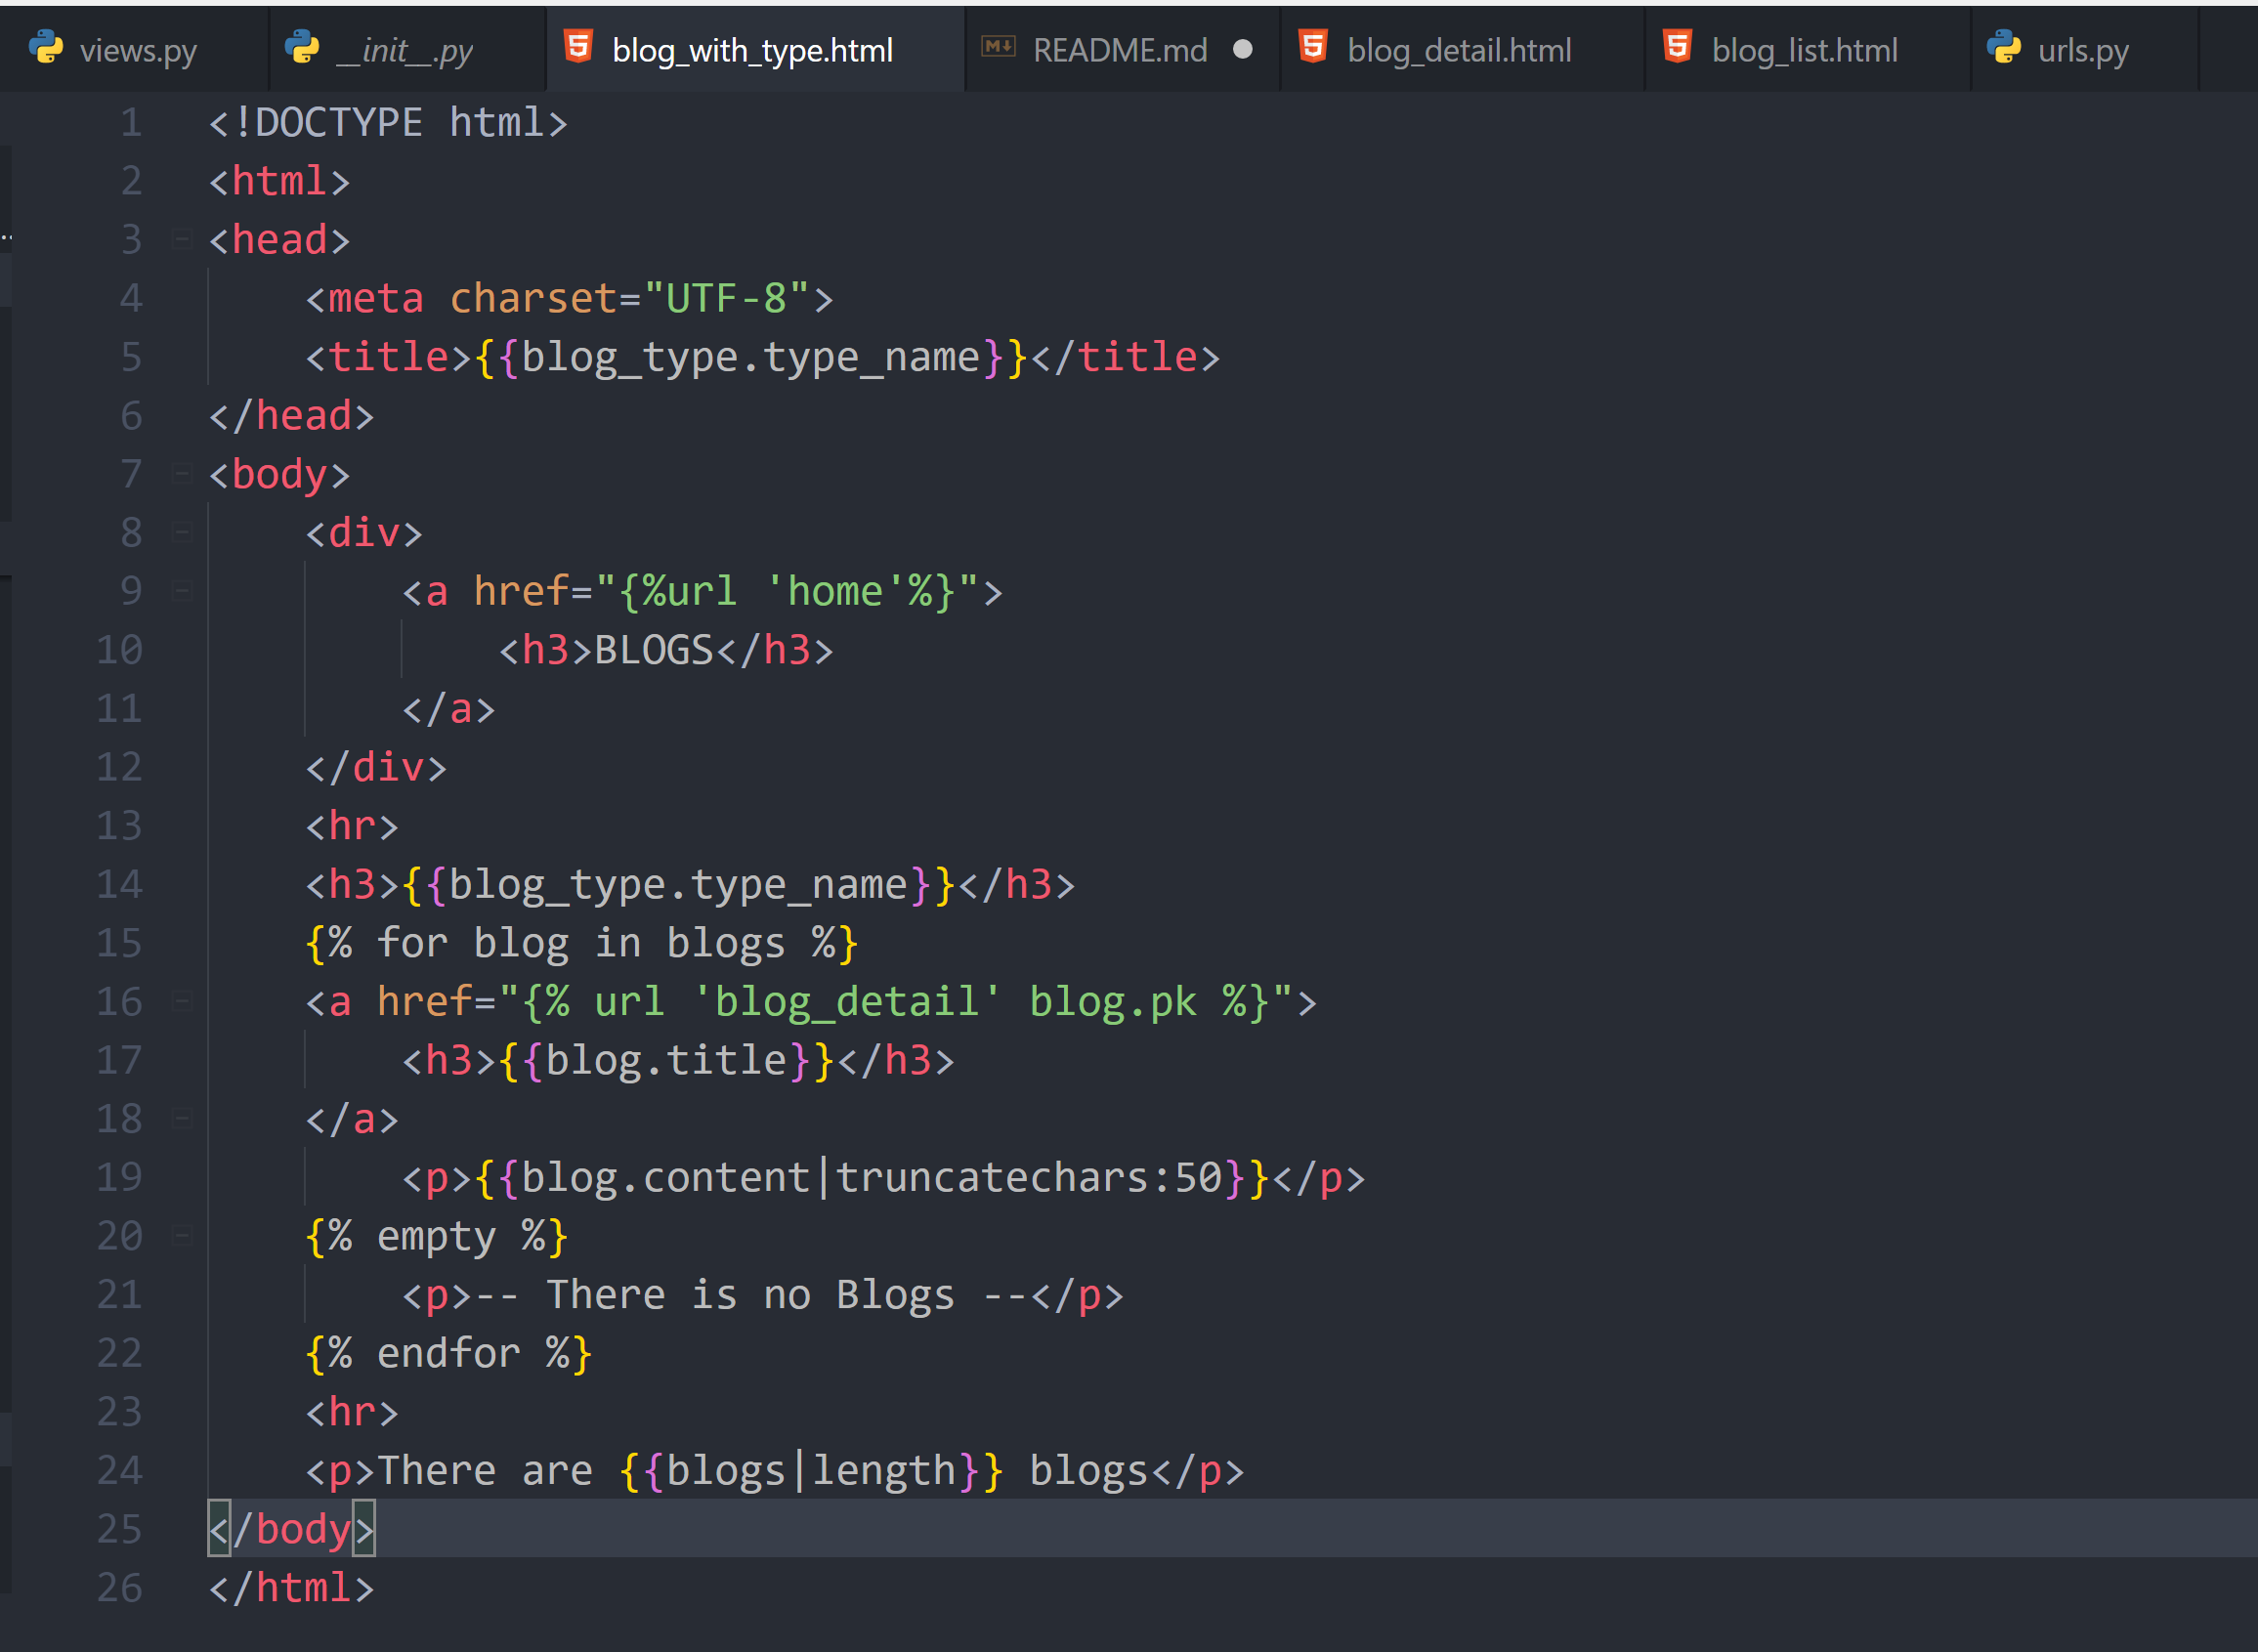 views.py __init__.py blog_with_type.html README.md blog_detail.html blog_list.html urls.py
1 <!DOCTYPE html>
2 <html>
3 <head>
4     <meta charset="UTF-8">
5     <title>{{blog_type.type_name}}</title>
6 </head>
7 <body>
8     <div>
9         <a href="{%url 'home'%}">
10             <h3>BLOGS</h3>
11         </a>
12     </div>
13     <hr>
14     <h3>{{blog_type.type_name}}</h3>
15     {% for blog in blogs %}
16     <a href="{% url 'blog_detail' blog.pk %}">
17         <h3>{{blog.title}}</h3>
18     </a>
19         <p>{{blog.content|truncatechars:50}}</p>
20     {% empty %}
21         <p>-- There is no Blogs --</p>
22     {% endfor %}
23     <hr>
24     <p>There are {{blogs|length}} blogs</p>
25 </body>
26 </html>